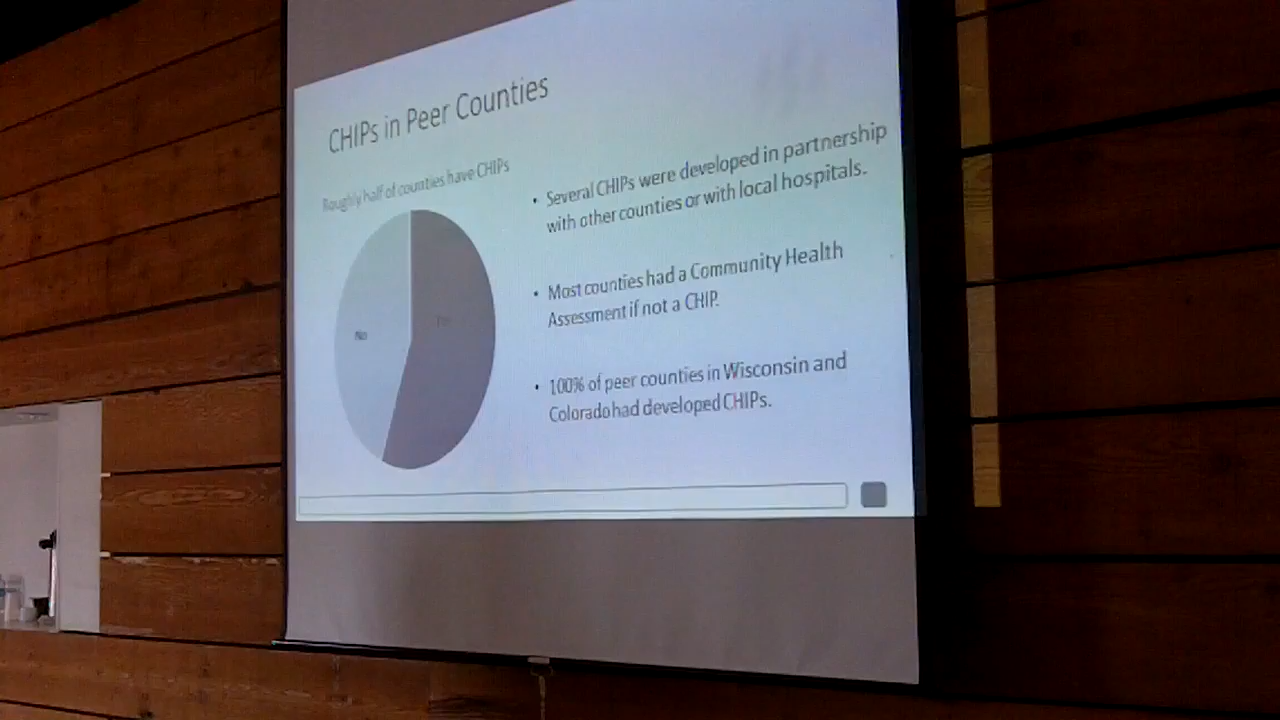 CHIPs in Peer Counties
Roughly half of counties have CHIPs
No
Yes
• Several CHIPs were developed in partnership
with other counties or with local hospitals.
• Most counties had a Community Health
Assessment if not a CHIP.
• 100% of peer counties in Wisconsin and
Colorado had developed CHIPs.